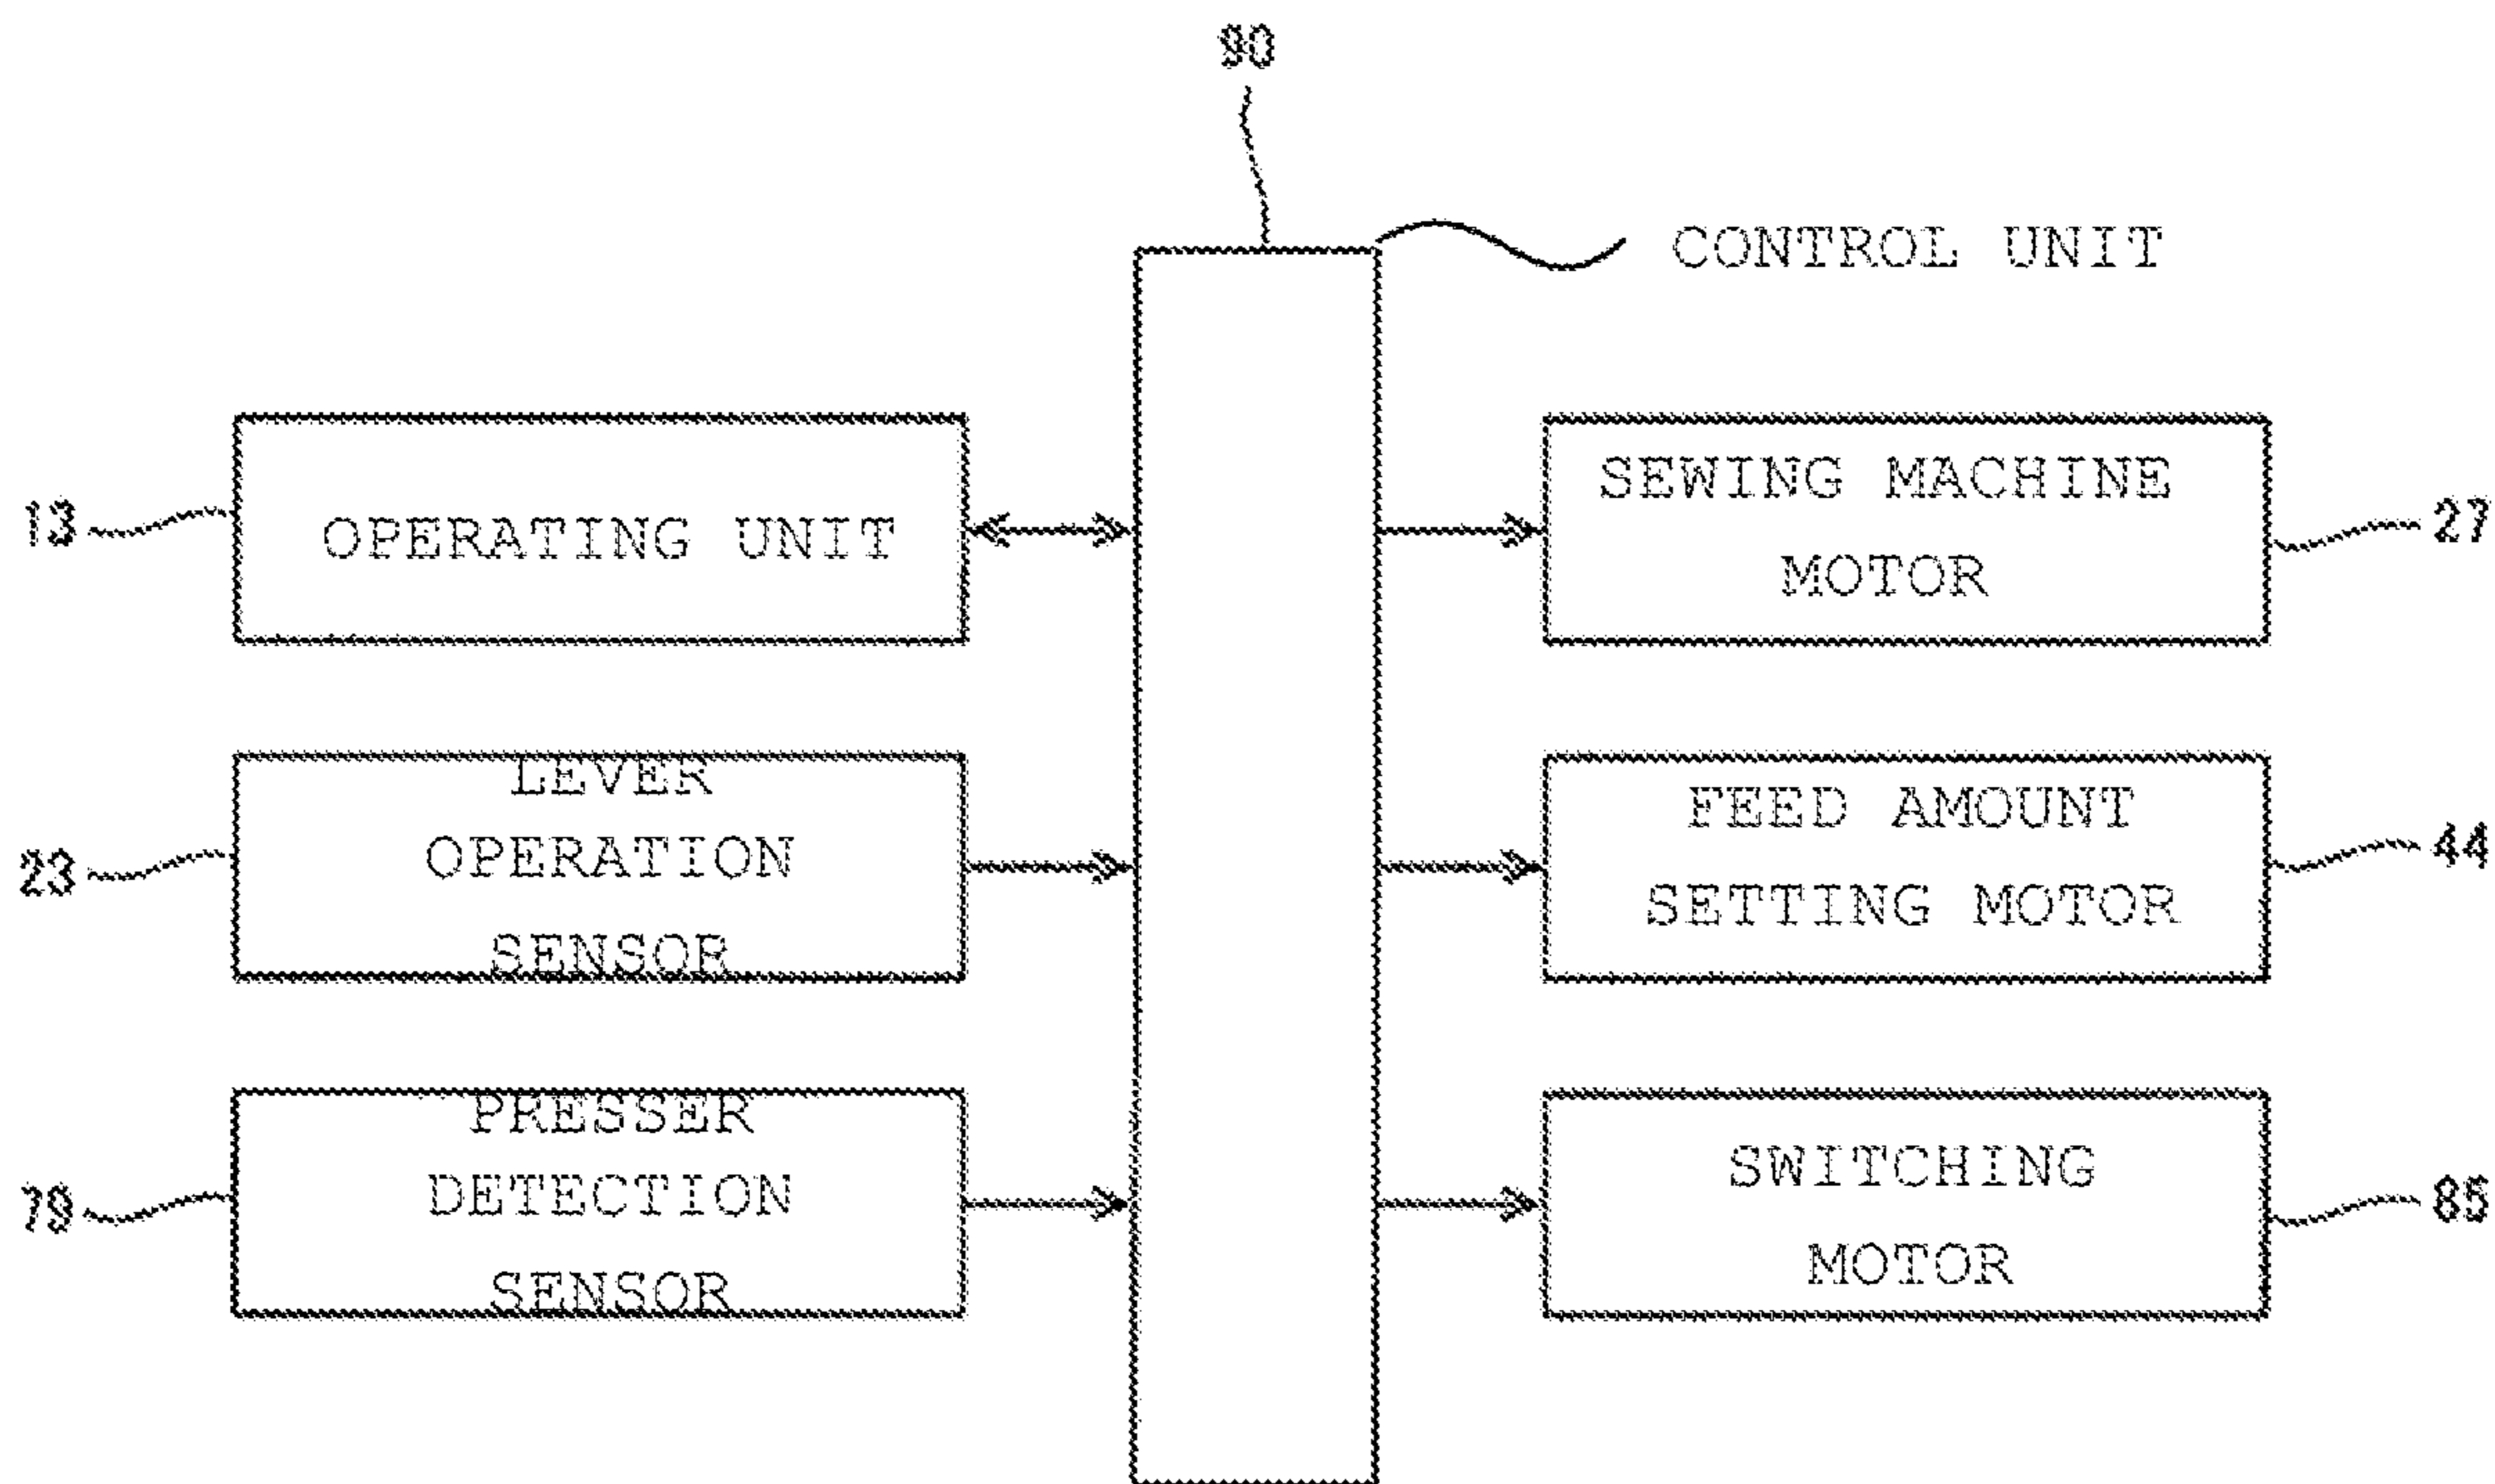 90
CONTROL UNIT
13
OPERATING UNIT
SEWING MACHINE
MOTOR
27
23
LEVER
OPERATION
SENSOR
FEED AMOUNT
SETTING MOTOR
44
79
PRESSER
DETECTION
SENSOR
SWITCHING
MOTOR
85